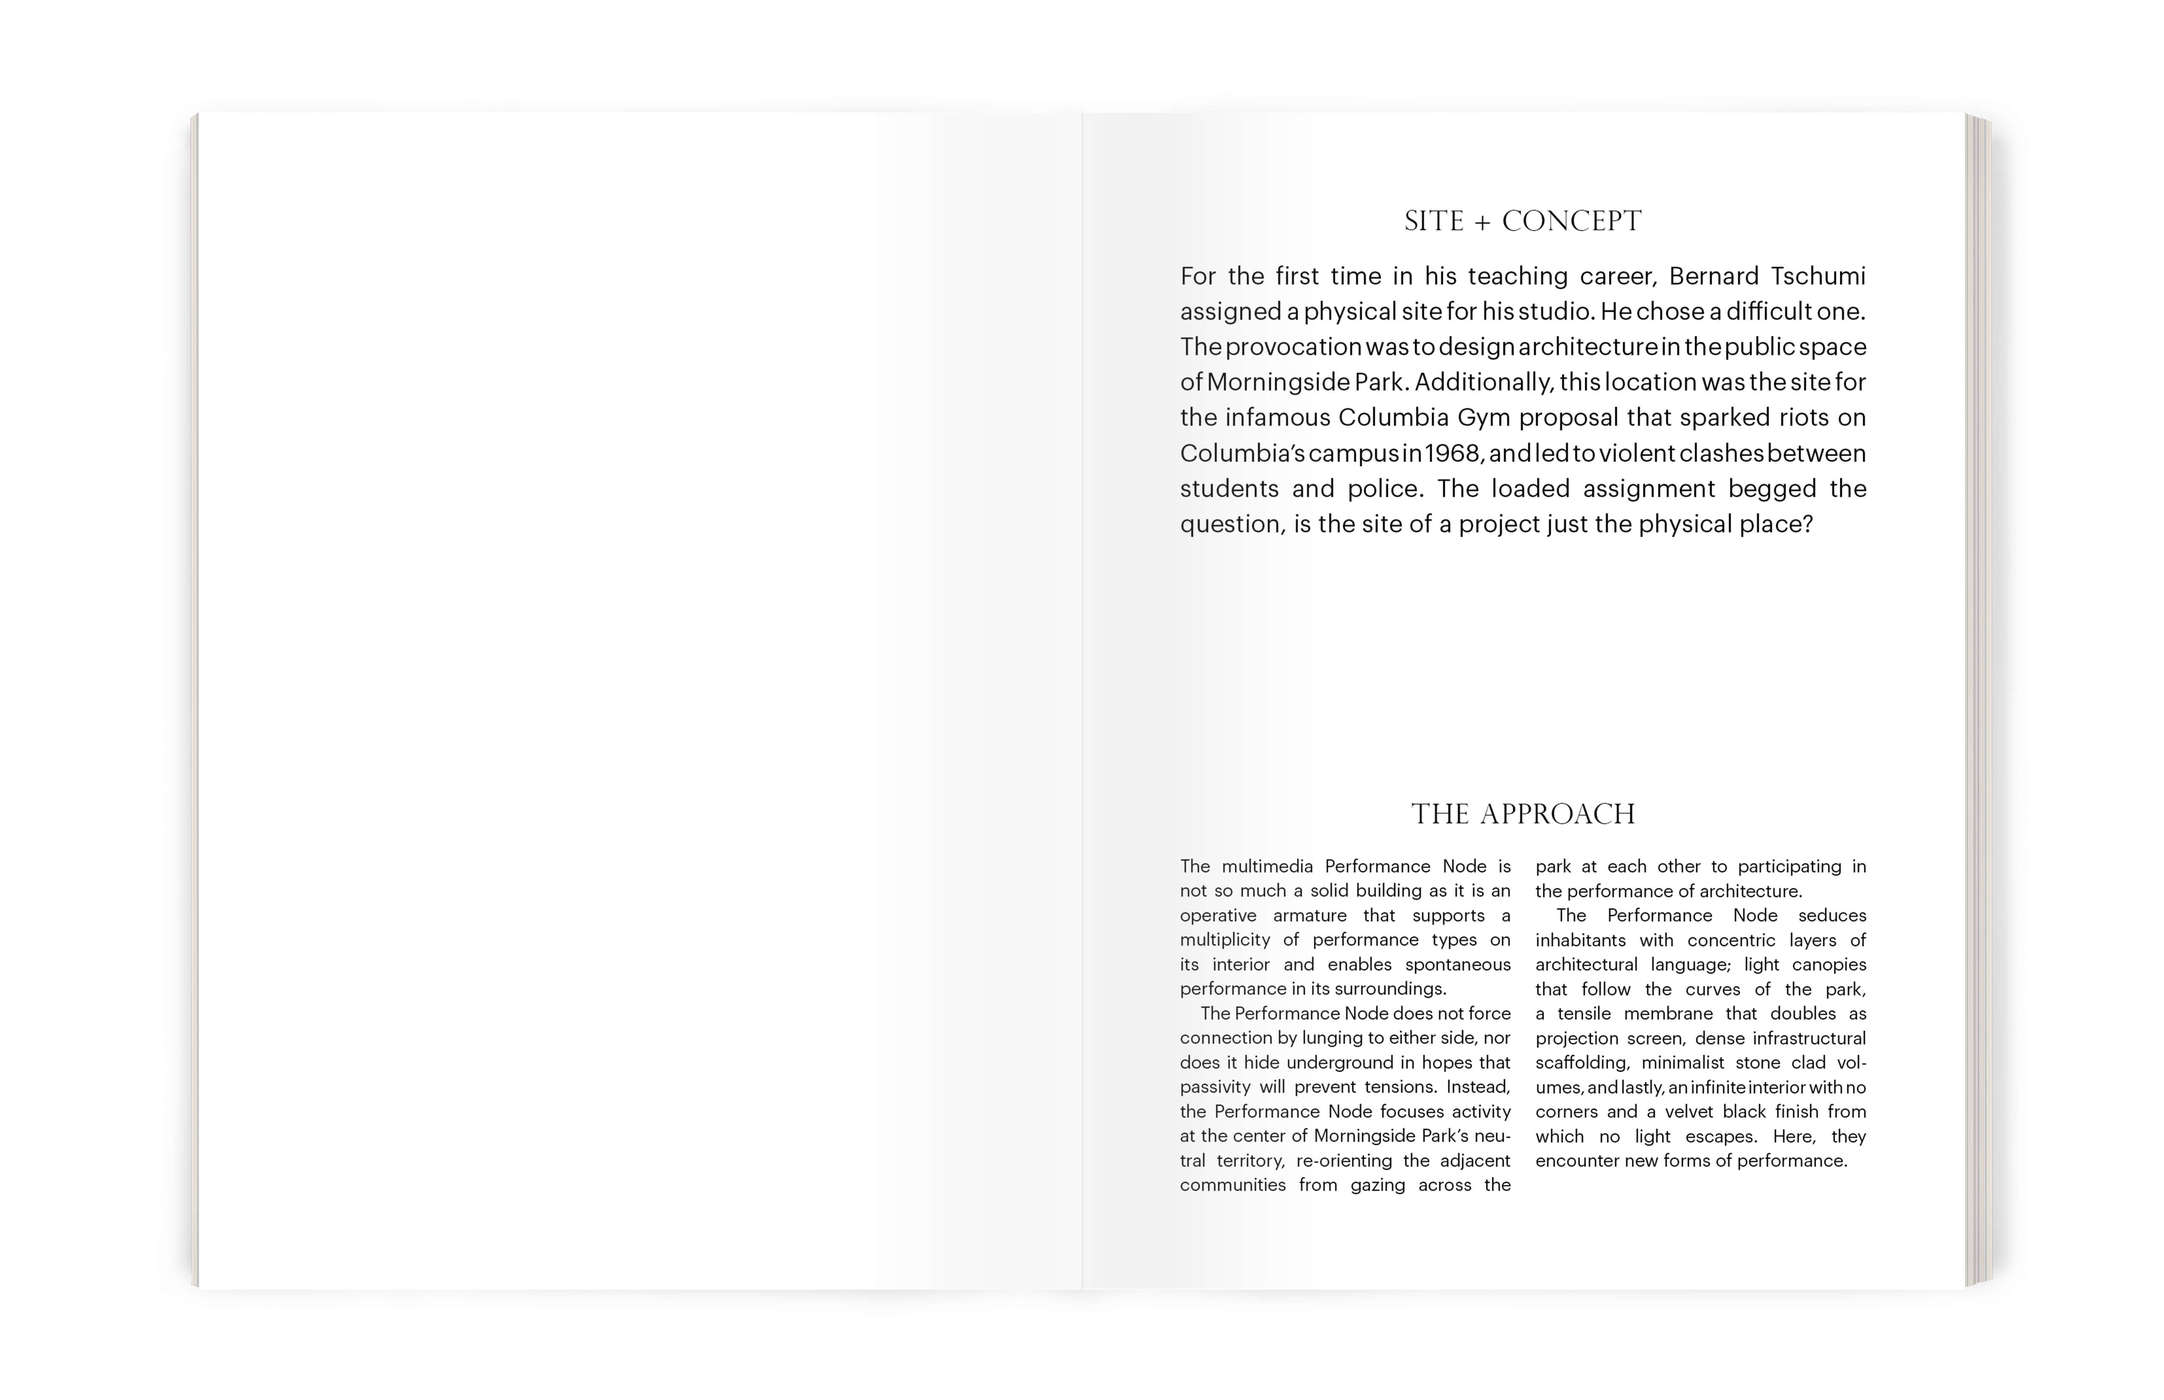 SITE + CONCEPT
For the first time in his teaching career, Bernard Tschumi
assigned a physical site for his studio. He chose a difficult one.
The provocation was to design architecture in the public space
of Morningside Park. Additionally, this location was the site for
the infamous Columbia Gym proposal that sparked riots on
Columbia’s campus in 1968, and led to violent clashes between
students and police. The loaded assignment begged the
question, is the site of a project just the physical place?
THE APPROACH
The multimedia Performance Node is
not so much a solid building as it is an
operative armature that supports a
multiplicity of performance types on
its interior and enables spontaneous
performance in its surroundings.
The Performance Node does not force
connection by lunging to either side, nor
does it hide underground in hopes that
passivity will prevent tensions. Instead,
the Performance Node focuses activity
at the center of Morningside Park’s neu-
tral territory, re-orienting the adjacent
communities from gazing across the
park at each other to participating in
the performance of architecture.
The Performance Node seduces
inhabitants with concentric layers of
architectural language; light canopies
that follow the curves of the park,
a tensile membrane that doubles as
projection screen, dense infrastructural
scaffolding, minimalist stone clad vol-
umes, and lastly, an infinite interior with no
corners and a velvet black finish from
which no light escapes. Here, they
encounter new forms of performance.